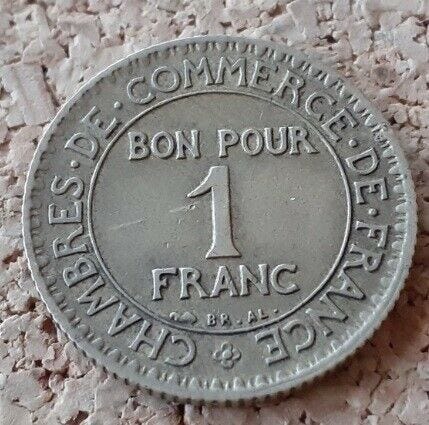 CHAMBRES·DE·COMMERCE·DE·FRANCE
BON POUR
1
FRANC
BR. AL.